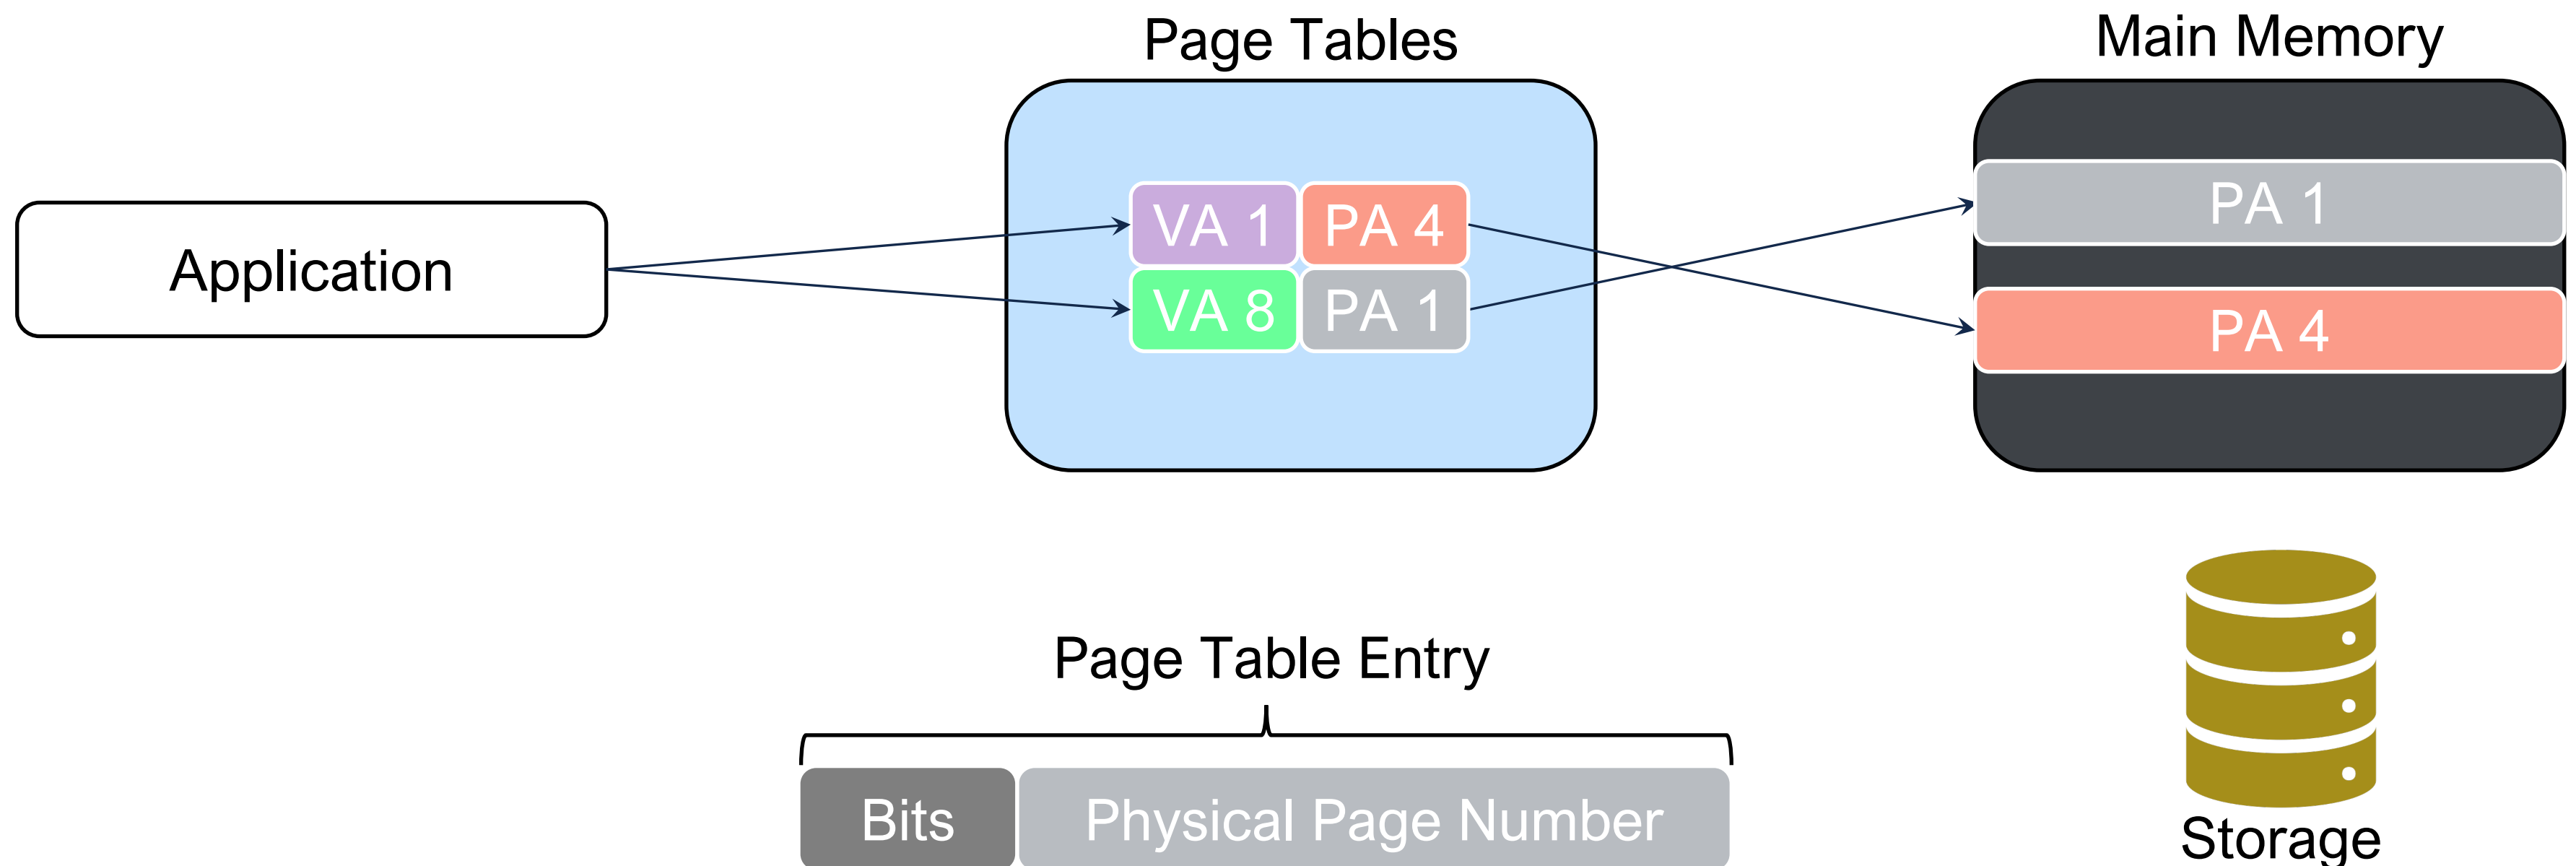 Page Tables
Main Memory
Application
VA 1 PA 4
VA 8 PA 1
PA 1
PA 4
Page Table Entry
Bits Physical Page Number
Storage